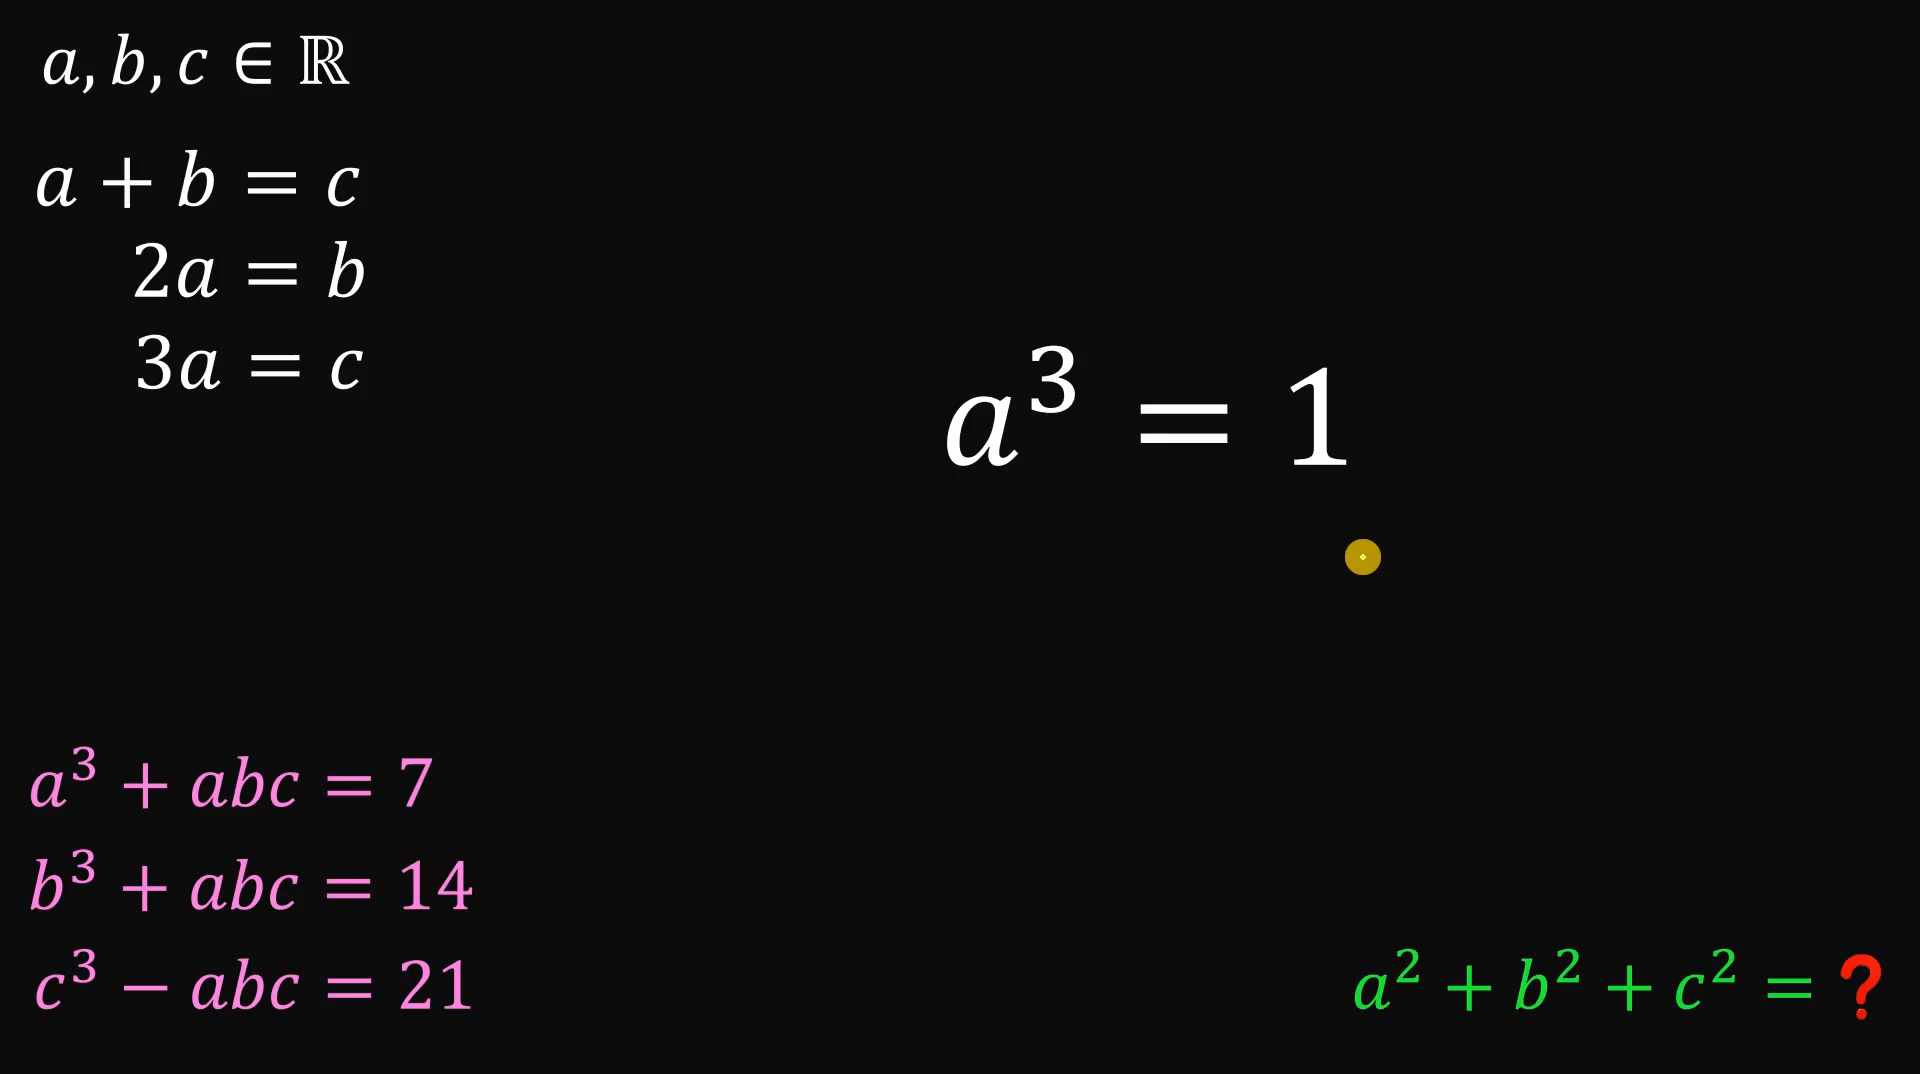 a, b, c ∈ ℝ
a + b = c
2a = b
3a = c
a³ = 1
a³ + abc = 7
b³ + abc = 14
c³ − abc = 21
a² + b² + c² = ?